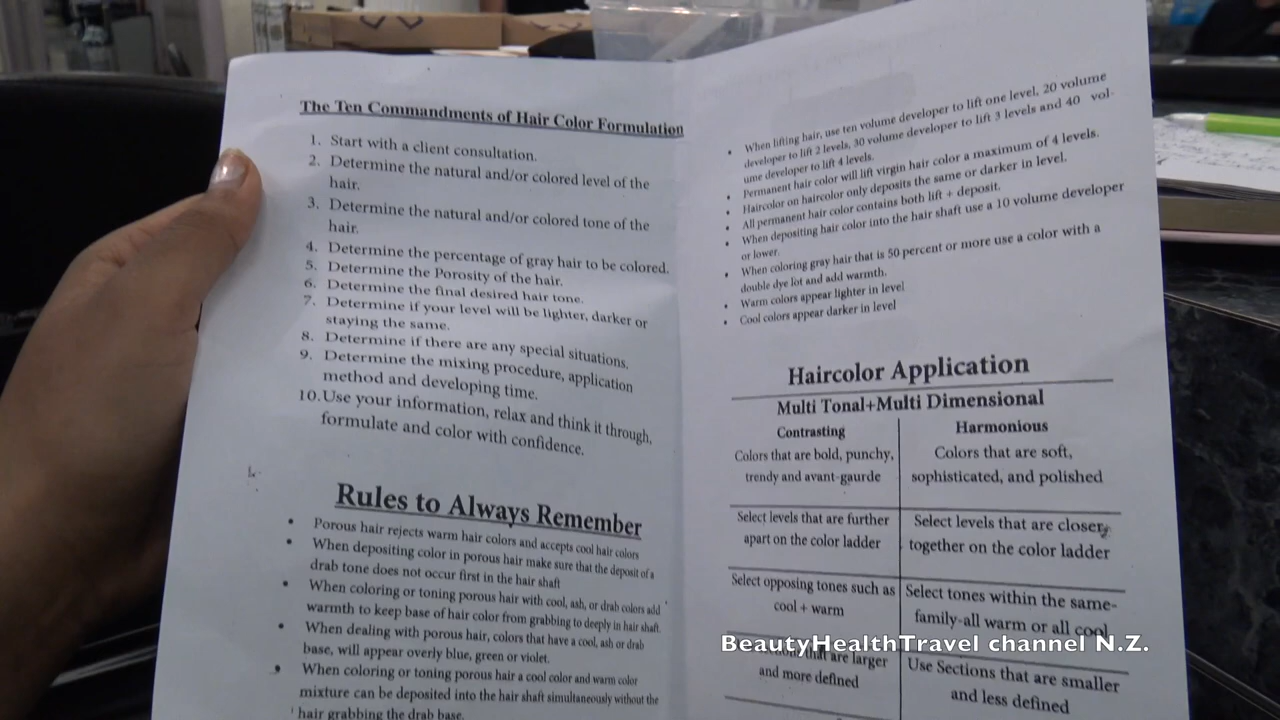 The Ten Commandments of Hair Color Formulation
1. Start with a client consultation.
2. Determine the natural and/or colored level of the
hair.
3. Determine the natural and/or colored tone of the
hair.
4. Determine the percentage of gray hair to be colored.
5. Determine the Porosity of the hair.
6. Determine the final desired hair tone.
7. Determine if your level will be lighter, darker or
staying the same.
8. Determine if there are any special situations.
9. Determine the mixing procedure, application
method and developing time.
10. Use your information, relax and think it through,
formulate and color with confidence.
Rules to Always Remember
• Porous hair rejects warm hair colors and accepts cool hair colors
• When depositing color in porous hair make sure that the deposit of a
drab tone does not occur first in the hair shaft
• When coloring or toning porous hair with cool, ash, or drab colors add
warmth to keep base of hair color from grabbing to deeply in hair shaft.
• When dealing with porous hair, colors that have a cool, ash or drab
base, will appear overly blue, green or violet.
• When coloring or toning porous hair a cool color and warm color
mixture can be deposited into the hair shaft simultaneously without the
hair grabbing the drab base.
• When lifting hair, use ten volume developer to lift one level, 20 volume
developer to lift 2 levels, 30 volume developer to lift 3 levels and 40 vol-
ume developer to lift 4 levels.
• Permanent hair color will lift virgin hair color a maximum of 4 levels.
• Haircolor on haircolor only deposits the same or darker in level.
• All permanent hair color contains both lift + deposit.
• When depositing hair color into the hair shaft use a 10 volume developer
or lower.
• When coloring gray hair that is 50 percent or more use a color with a
double dye lot and add warmth.
• Warm colors appear lighter in level
• Cool colors appear darker in level
Haircolor Application
Multi Tonal+Multi Dimensional
Contrasting
Harmonious
Colors that are bold, punchy,
trendy and avant-gaurde
Colors that are soft,
sophisticated, and polished
Select levels that are further
apart on the color ladder
Select levels that are closer
together on the color ladder
Select opposing tones such as
cool + warm
Select tones within the same-
family-all warm or all cool
that are larger
and more defined
Use Sections that are smaller
and less defined
BeautyHealthTravel channel N.Z.